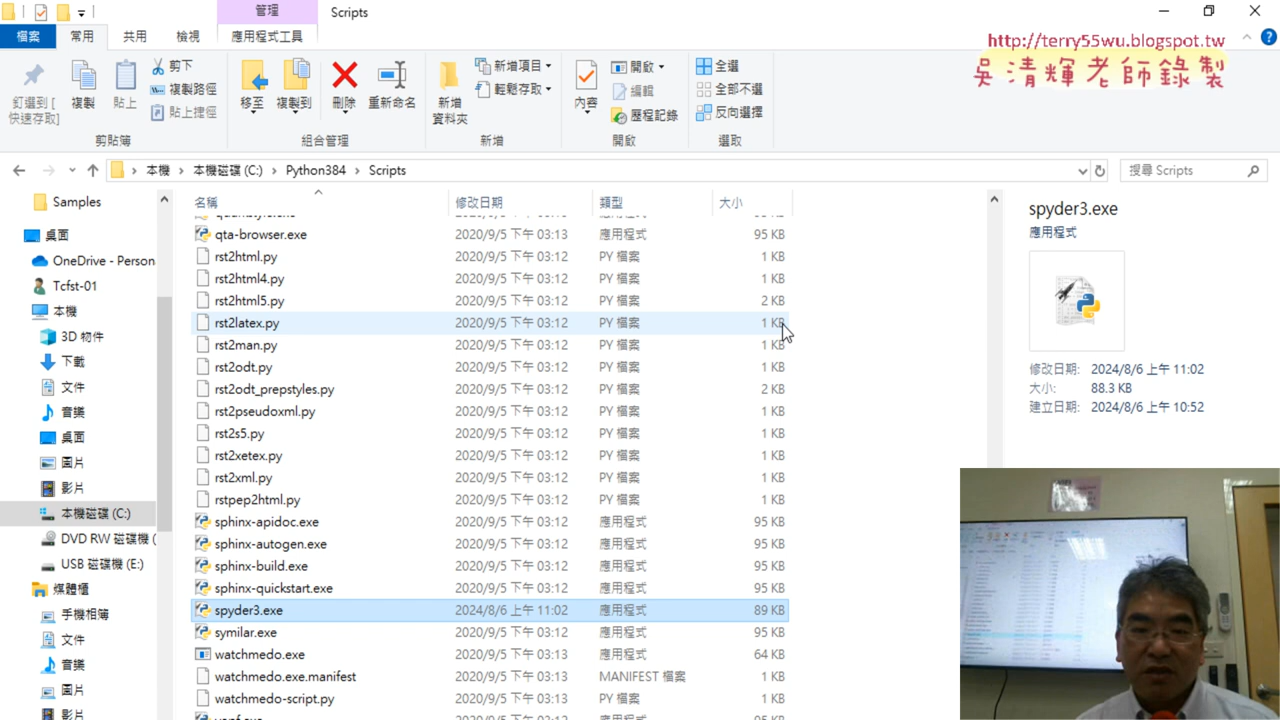 管理
Scripts
檔案
常用
共用
檢視
應用程式工具
http://terry55wu.blogspot.tw
吳清輝老師錄製
釘選到 [
快速存取]
複製
貼上
剪下
複製路徑
貼上捷徑
剪貼簿
移至
複製到
刪除
重新命名
組合管理
新增
資料夾
新增項目
輕鬆存取
新增
內容
開啟
編輯
歷程記錄
開啟
全選
全部不選
反向選擇
選取
本機 › 本機磁碟 (C:) › Python384 › Scripts
搜尋 Scripts
Samples
桌面
OneDrive - Person
Tcfst-01
本機
3D 物件
下載
文件
音樂
桌面
圖片
影片
本機磁碟 (C:)
DVD RW 磁碟機 (
USB 磁碟機 (E:)
媒體櫃
手機相簿
文件
音樂
圖片
影片
名稱 修改日期 類型 大小
qta-browser.exe 2020/9/5 下午 03:13 應用程式 95 KB
rst2html.py 2020/9/5 下午 03:12 PY 檔案 1 KB
rst2html4.py 2020/9/5 下午 03:12 PY 檔案 1 KB
rst2html5.py 2020/9/5 下午 03:12 PY 檔案 2 KB
rst2latex.py 2020/9/5 下午 03:12 PY 檔案 1 KB
rst2man.py 2020/9/5 下午 03:12 PY 檔案 1 KB
rst2odt.py 2020/9/5 下午 03:12 PY 檔案 1 KB
rst2odt_prepstyles.py 2020/9/5 下午 03:12 PY 檔案 2 KB
rst2pseudoxml.py 2020/9/5 下午 03:12 PY 檔案 1 KB
rst2s5.py 2020/9/5 下午 03:12 PY 檔案 1 KB
rst2xetex.py 2020/9/5 下午 03:12 PY 檔案 1 KB
rst2xml.py 2020/9/5 下午 03:12 PY 檔案 1 KB
rstpep2html.py 2020/9/5 下午 03:12 PY 檔案 1 KB
sphinx-apidoc.exe 2020/9/5 下午 03:12 應用程式 95 KB
sphinx-autogen.exe 2020/9/5 下午 03:12 應用程式 95 KB
sphinx-build.exe 2020/9/5 下午 03:12 應用程式 95 KB
sphinx-quickstart.exe 2020/9/5 下午 03:12 應用程式 95 KB
spyder3.exe 2024/8/6 上午 11:02 應用程式 89 KB
symilar.exe 2020/9/5 下午 03:12 應用程式 95 KB
watchmedo.exe 2020/9/5 下午 03:13 應用程式 64 KB
watchmedo.exe.manifest 2020/9/5 下午 03:13 MANIFEST 檔案 1 KB
watchmedo-script.py 2020/9/5 下午 03:13 PY 檔案 1 KB
spyder3.exe
應用程式
修改日期: 2024/8/6 上午 11:02
大小: 88.3 KB
建立日期: 2024/8/6 上午 10:52